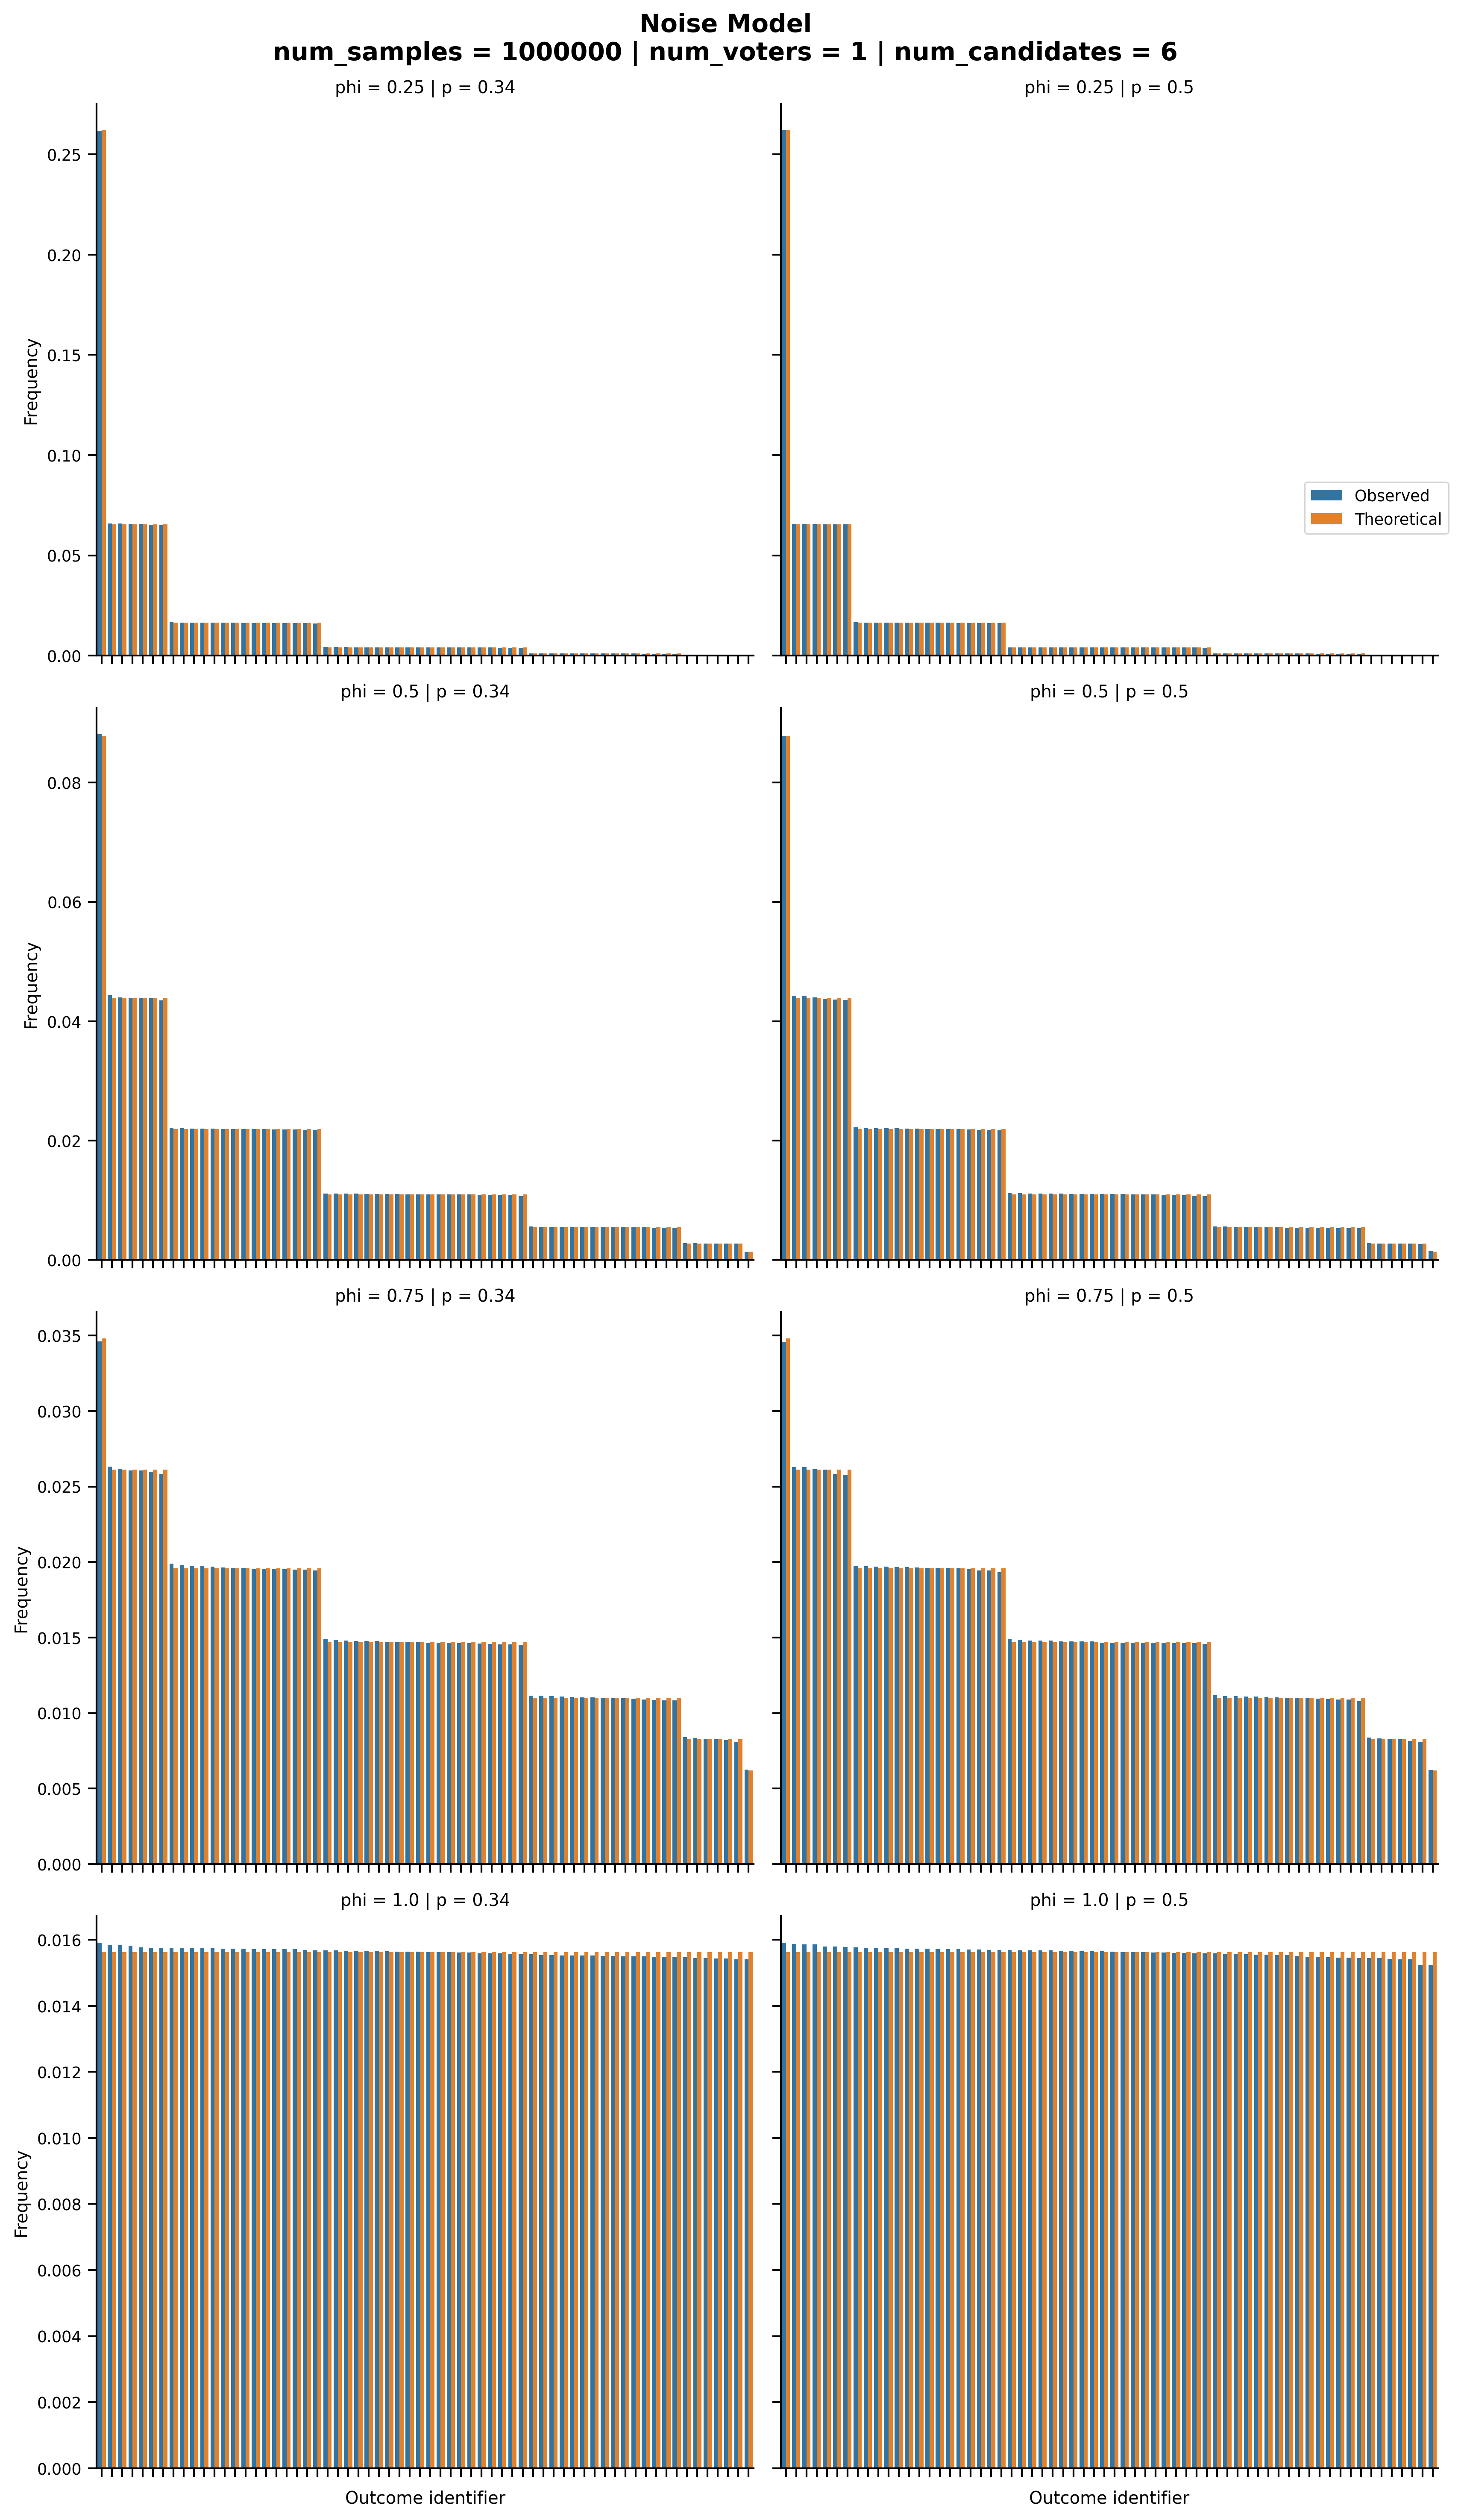 Noise Model
num_samples = 1000000 | num_voters = 1 | num_candidates = 6
phi = 0.25 | p = 0.34
phi = 0.25 | p = 0.5
0.25
0.20
0.15
0.10
0.05
0.00
Frequency
Observed
Theoretical
phi = 0.5 | p = 0.34
phi = 0.5 | p = 0.5
0.08
0.06
0.04
0.02
0.00
Frequency
phi = 0.75 | p = 0.34
phi = 0.75 | p = 0.5
0.035
0.030
0.025
0.020
0.015
0.010
0.005
0.000
Frequency
phi = 1.0 | p = 0.34
phi = 1.0 | p = 0.5
0.016
0.014
0.012
0.010
0.008
0.006
0.004
0.002
0.000
Frequency
Outcome identifier
Outcome identifier